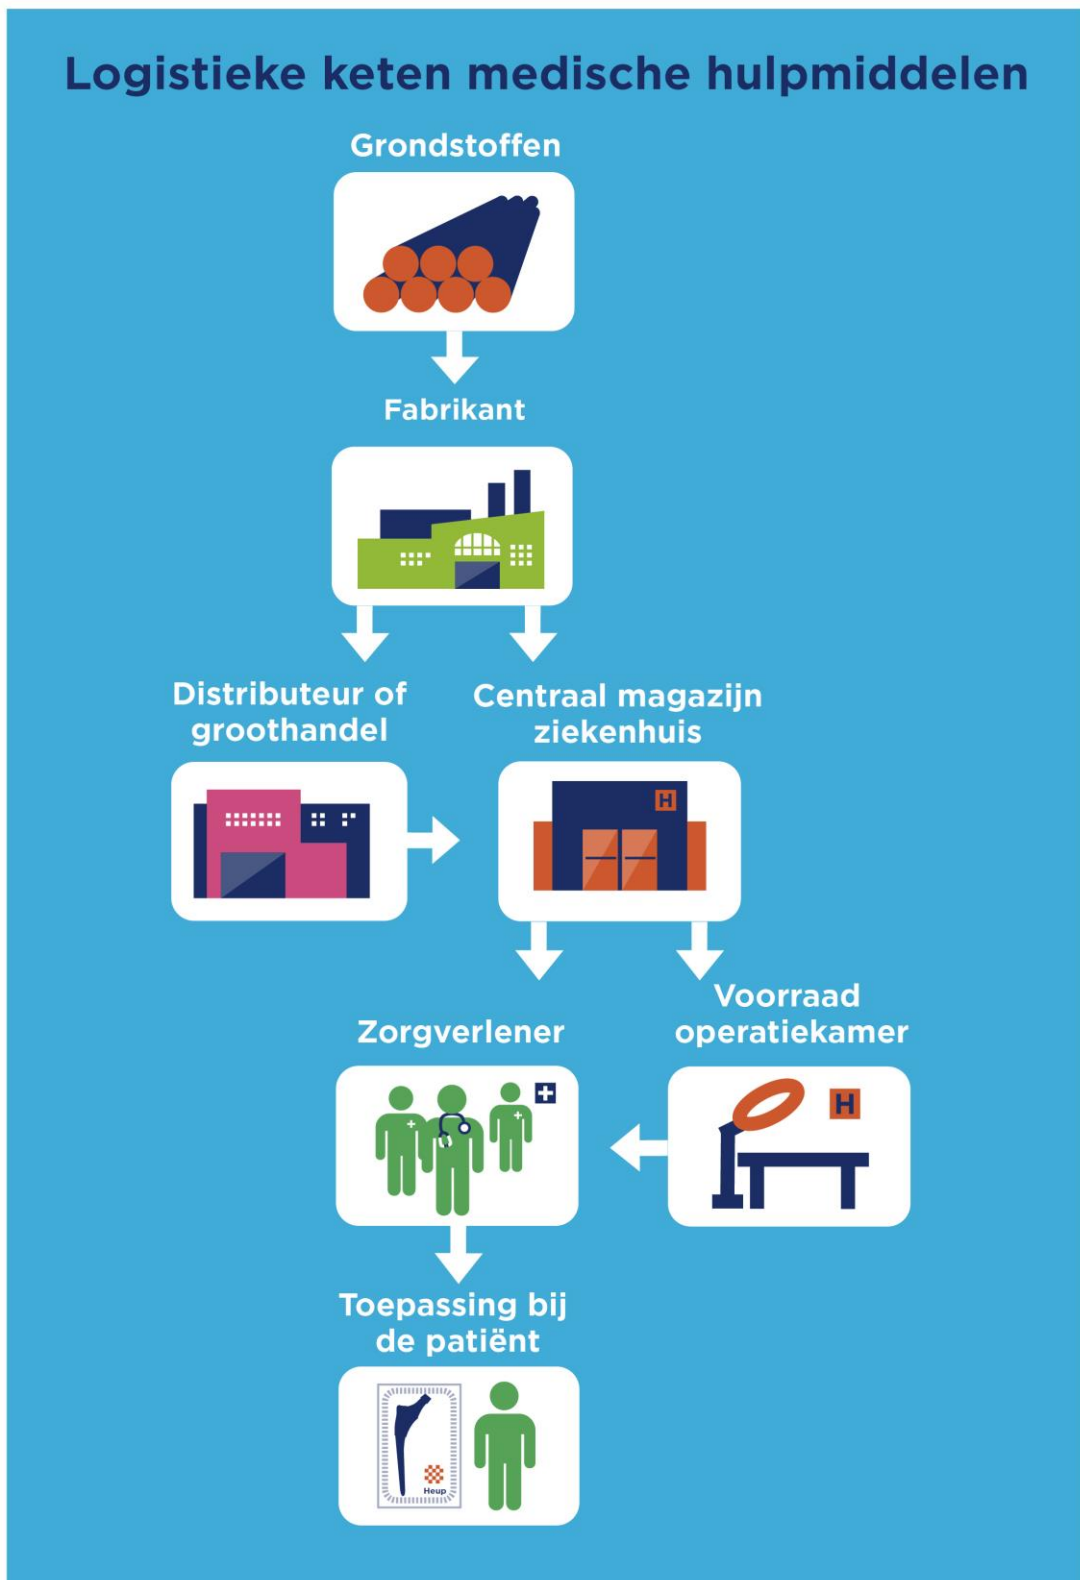 Logistieke keten medische hulpmiddelen
Grondstoffen
Fabrikant
Distributeur of
groothandel
Centraal magazijn
ziekenhuis
H
Zorgverlener
Voorraad
operatiekamer
H
Toepassing bij
de patiënt
Heup